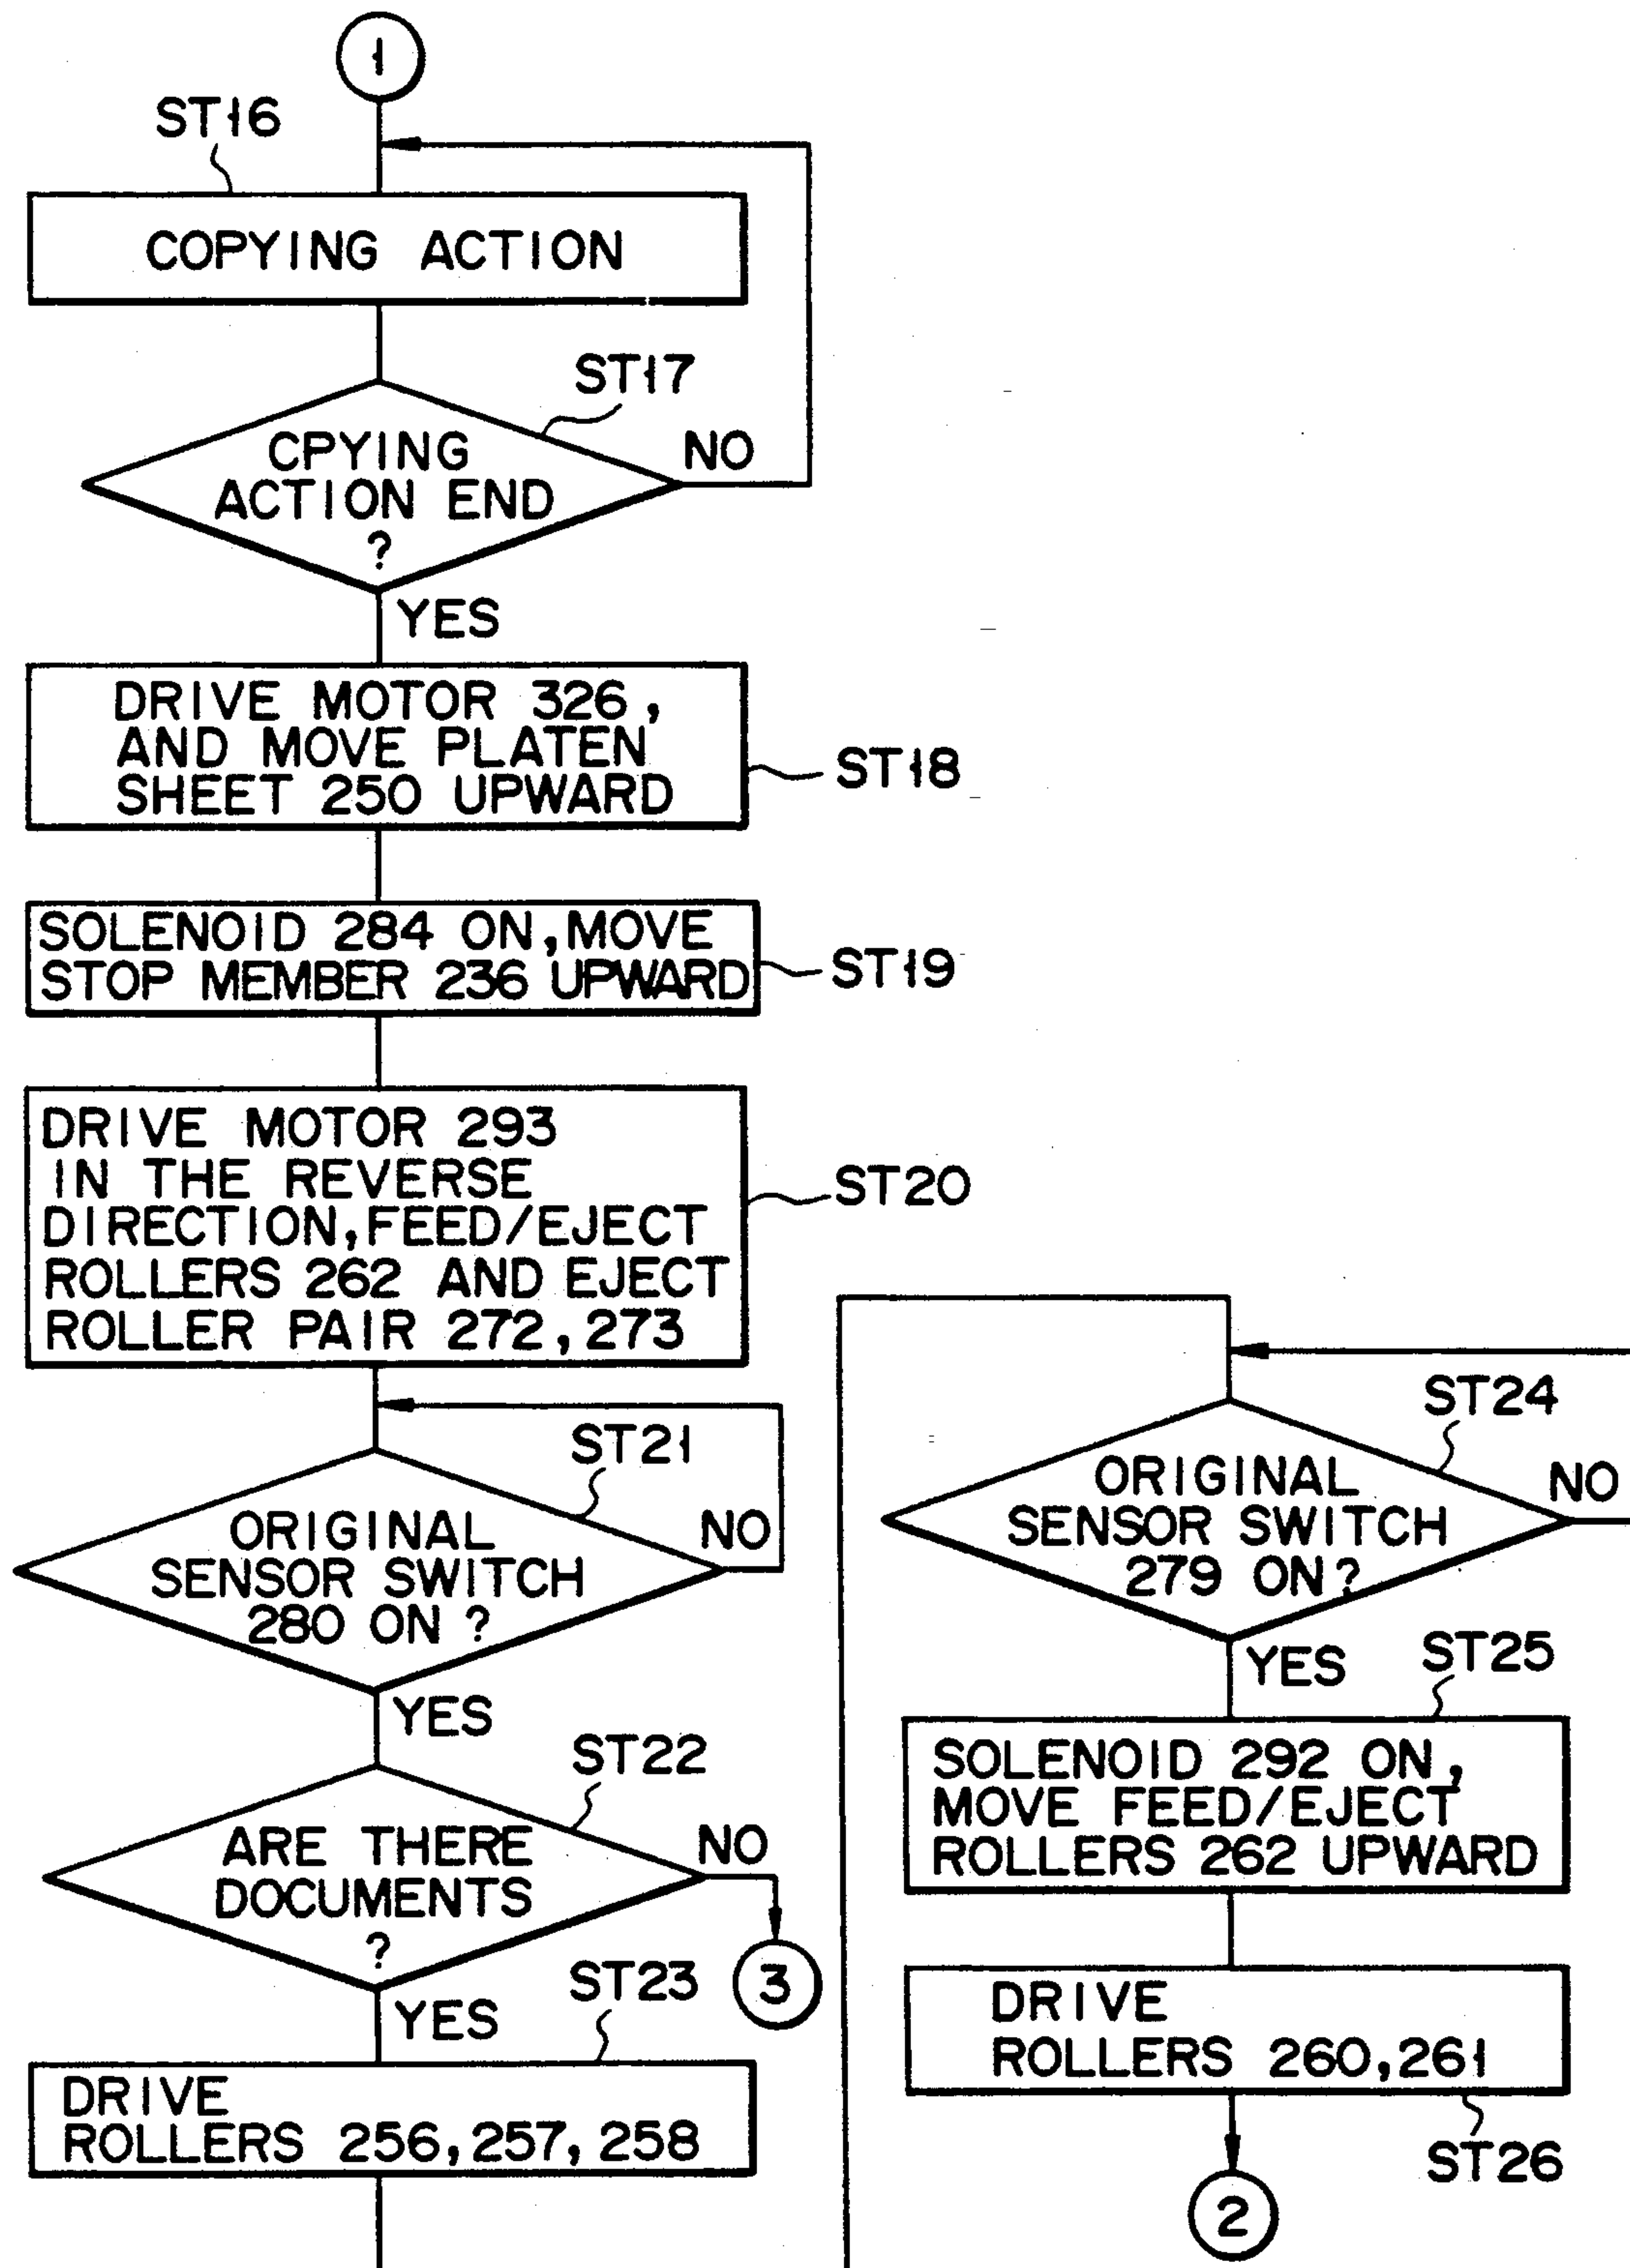 1
ST16
COPYING ACTION
ST17
CPYING
ACTION END
?
NO
YES
DRIVE MOTOR 326,
AND MOVE PLATEN
SHEET 250 UPWARD
ST18
SOLENOID 284 ON, MOVE
STOP MEMBER 236 UPWARD
ST19
DRIVE MOTOR 293
IN THE REVERSE
DIRECTION, FEED/EJECT
ROLLERS 262 AND EJECT
ROLLER PAIR 272, 273
ST20
ST21
ORIGINAL
SENSOR SWITCH
280 ON ?
NO
YES
ST22
ARE THERE
DOCUMENTS
?
NO
3
YES
ST23
DRIVE
ROLLERS 256, 257, 258
ST24
ORIGINAL
SENSOR SWITCH
279 ON?
NO
YES
ST25
SOLENOID 292 ON,
MOVE FEED/EJECT
ROLLERS 262 UPWARD
DRIVE
ROLLERS 260, 261
ST26
2